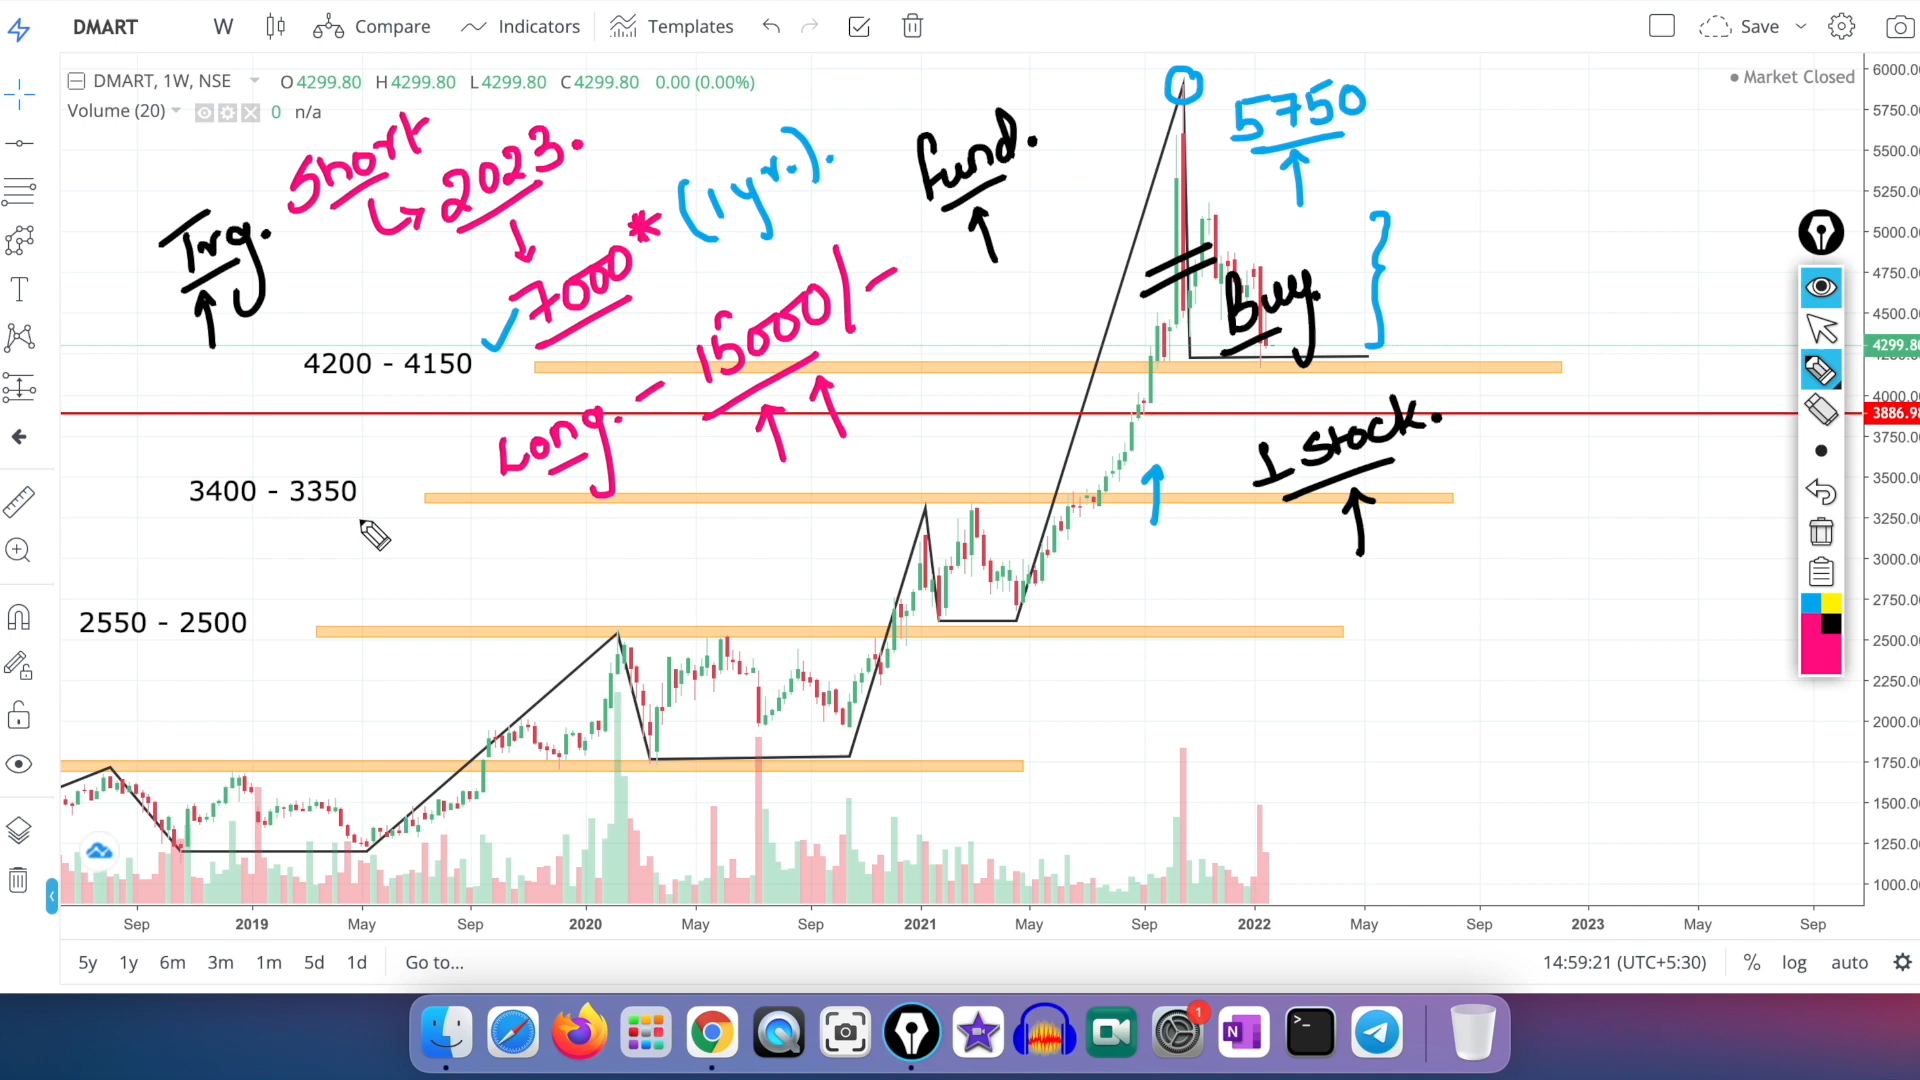 DMART W Compare Indicators Templates Save
DMART, 1W, NSE O4299.80 H4299.80 L4299.80 C4299.80 0.00 (0.00%)
Market Closed
Volume (20) 0 n/a
Short
2023.
(1 yr.).
Fund.
5750
Trg.
7000*
15000/-
Buy.
4200 - 4150
Long. -
1 stock.
3400 - 3350
2550 - 2500
6000.0
5750.0
5500.0
5250.0
5000.0
4750.0
4500.0
4299.80
4000.0
3886.98
3750.0
3500.0
3250.0
3000.0
2750.0
2500.0
2250.0
2000.0
1750.0
1500.0
1250.0
1000.0
Sep 2019 May Sep 2020 May Sep 2021 May Sep 2022 May Sep 2023 May Sep
5y 1y 6m 3m 1m 5d 1d Go to... 14:59:21 (UTC+5:30) % log auto
1
N